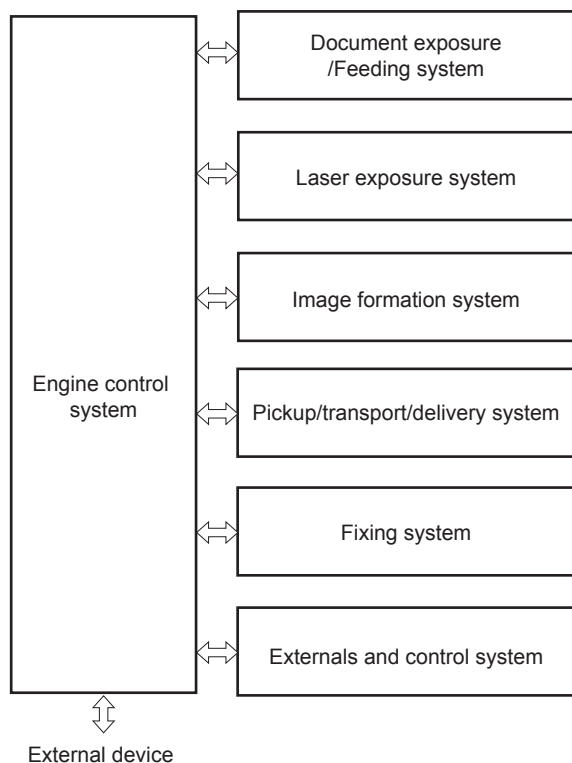 Document exposure
/Feeding system
Laser exposure system
Image formation system
Engine control
system
Pickup/transport/delivery system
Fixing system
Externals and control system
External device